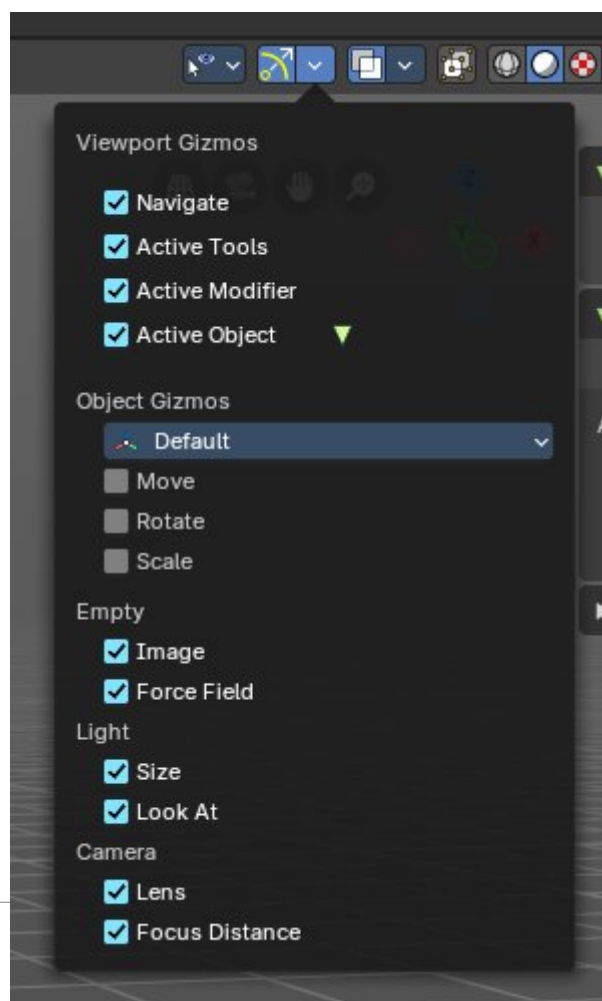 Viewport Gizmos
Navigate
Active Tools
Active Modifier
Active Object
Object Gizmos
Default
Move
Rotate
Scale
Empty
Image
Force Field
Light
Size
Look At
Camera
Lens
Focus Distance